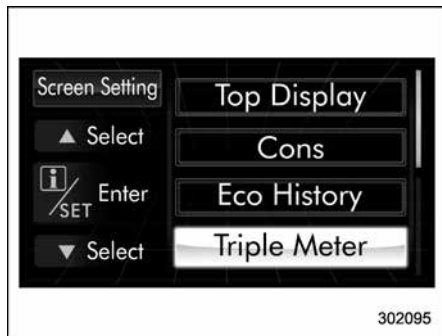 Screen Setting
▲ Select
i/SET Enter
▼ Select
Top Display
Cons
Eco History
Triple Meter
302095